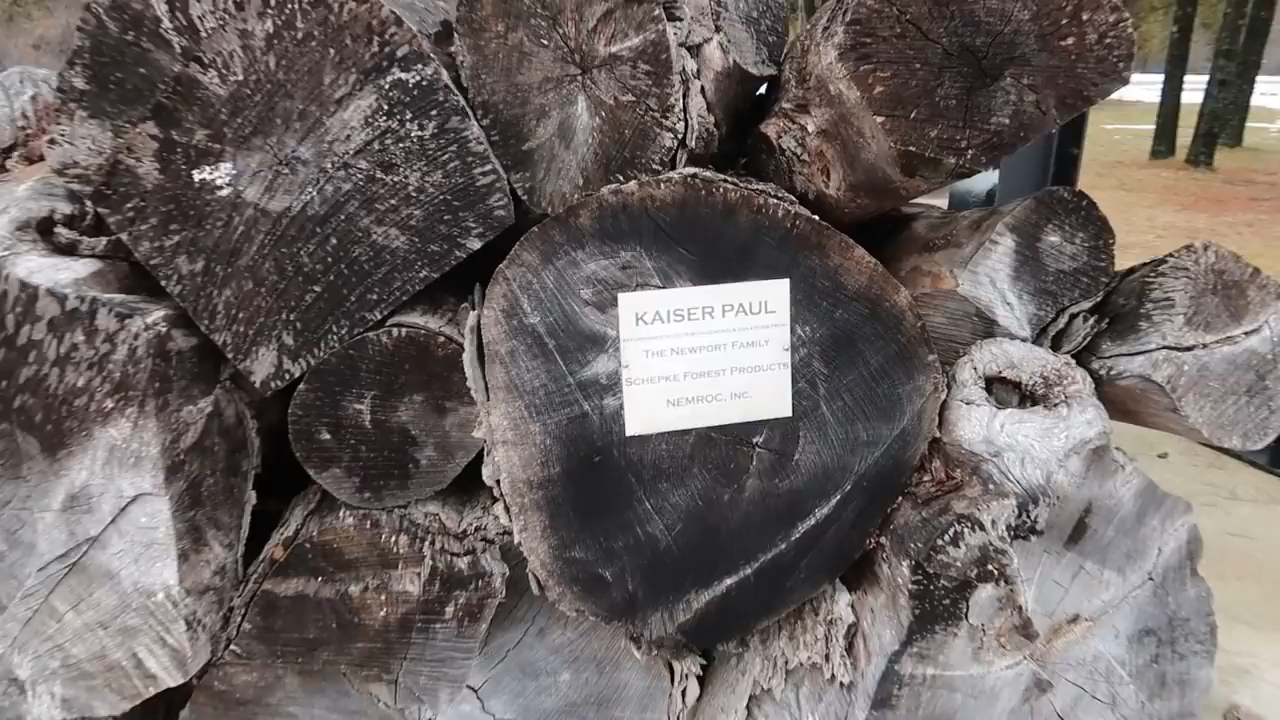 KAISER PAUL
THE NEWPORT FAMILY
SCHEPKE FOREST PRODUCTS
NEMROC, INC.